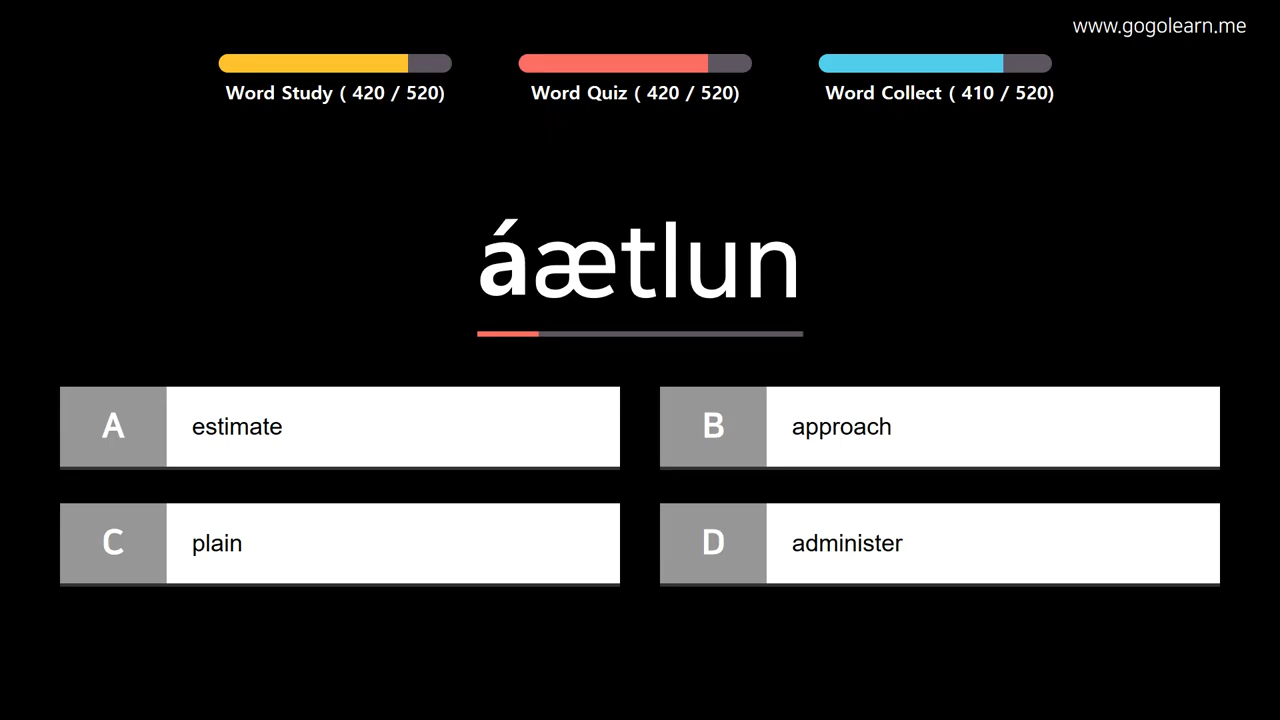 www.gogolearn.me
Word Study ( 420 / 520)
Word Quiz ( 420 / 520)
Word Collect ( 410 / 520)
áætlun
A estimate
B approach
C plain
D administer